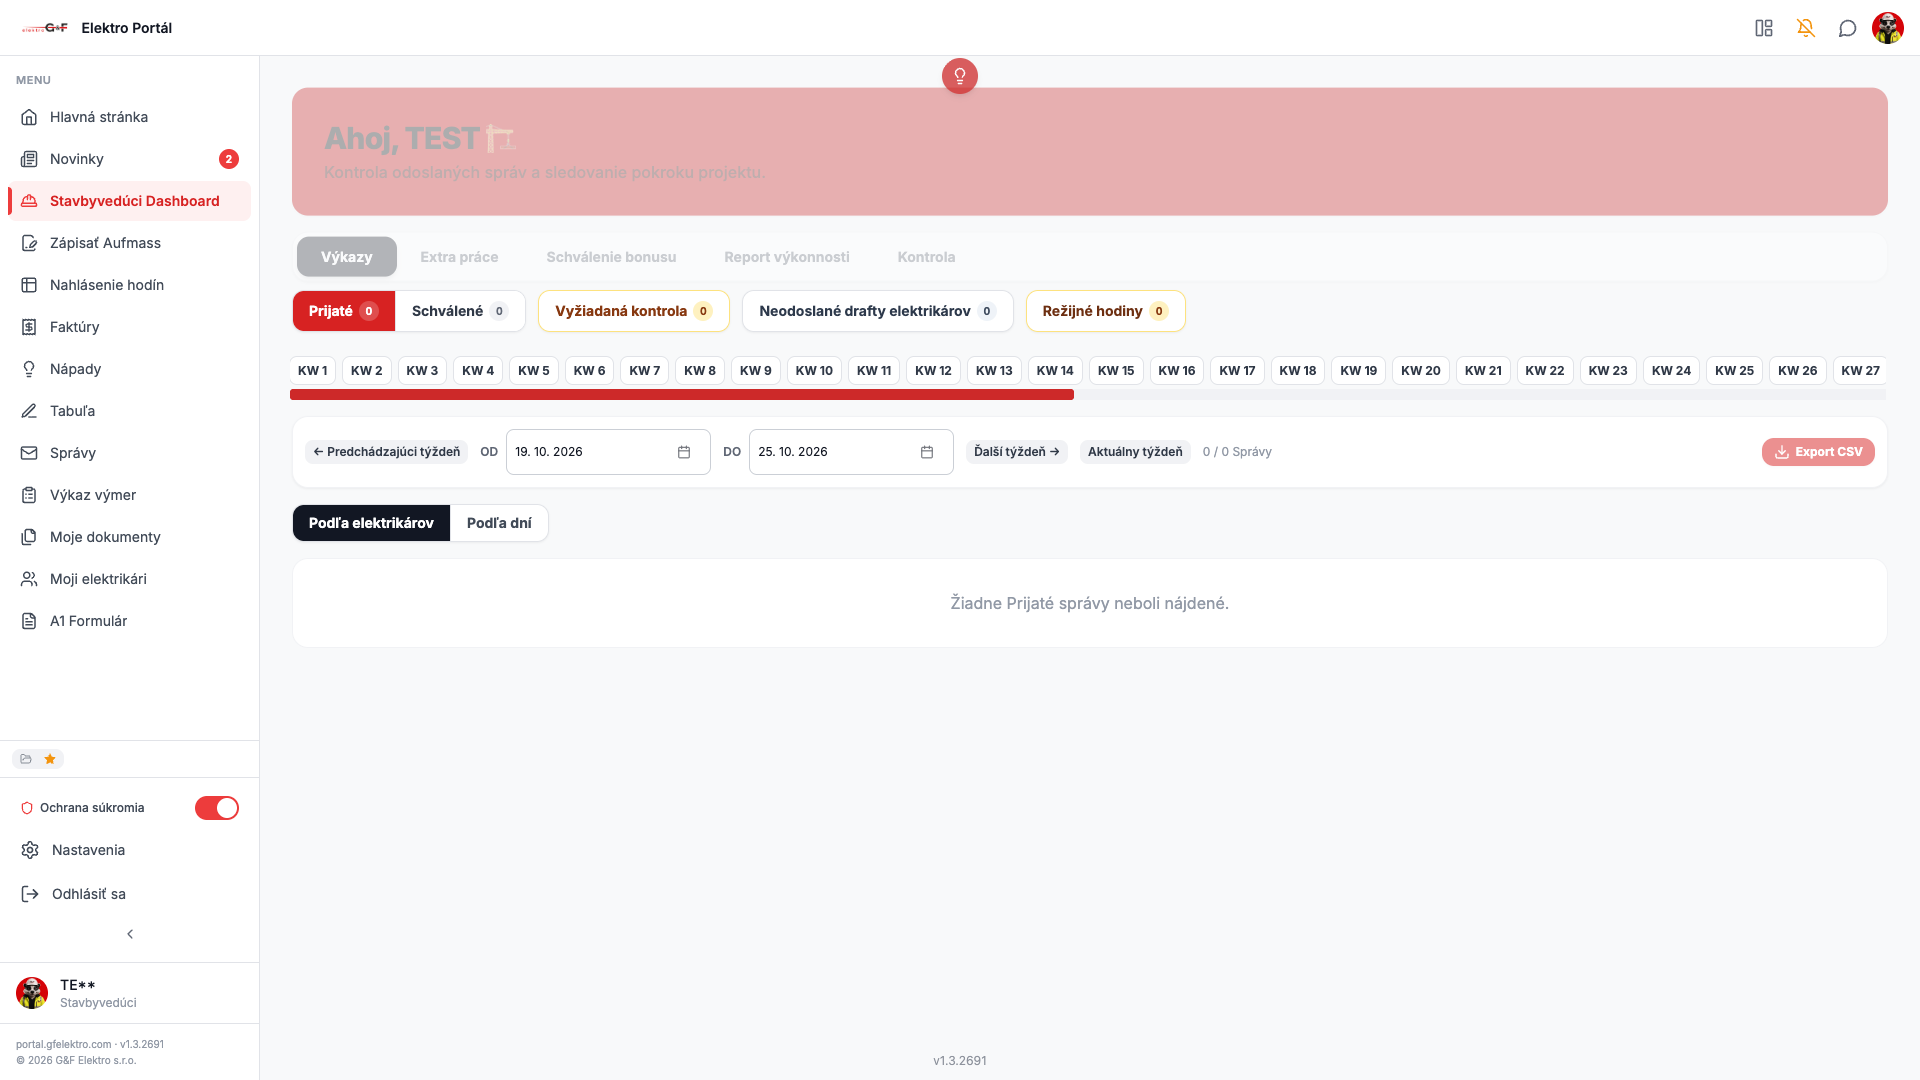 elektro G&F Elektro Portál
MENU
Hlavná stránka
Novinky 2
Stavbyvedúci Dashboard
Zápisať Aufmass
Nahlásenie hodín
Faktúry
Nápady
Tabuľa
Správy
Výkaz výmer
Moje dokumenty
Moji elektrikári
A1 Formulár
Ochrana súkromia
Nastavenia
Odhlásiť sa
TE**
Stavbyvedúci
portal.gfelektro.com · v1.3.2691
© 2026 G&F Elektro s.r.o.
Ahoj, TEST
Kontrola odoslaných správ a sledovanie pokroku projektu.
Výkazy Extra práce Schválenie bonusu Report výkonnosti Kontrola
Prijaté 0 Schválené 0 Vyžiadaná kontrola 0 Neodoslané drafty elektrikárov 0 Režijné hodiny 0
KW 1 KW 2 KW 3 KW 4 KW 5 KW 6 KW 7 KW 8 KW 9 KW 10 KW 11 KW 12 KW 13 KW 14 KW 15 KW 16 KW 17 KW 18 KW 19 KW 20 KW 21 KW 22 KW 23 KW 24 KW 25 KW 26 KW 27
← Predchádzajúci týždeň OD 19. 10. 2026 DO 25. 10. 2026 Ďalší týždeň → Aktuálny týždeň 0 / 0 Správy Export CSV
Podľa elektrikárov Podľa dní
Žiadne Prijaté správy neboli nájdené.
v1.3.2691